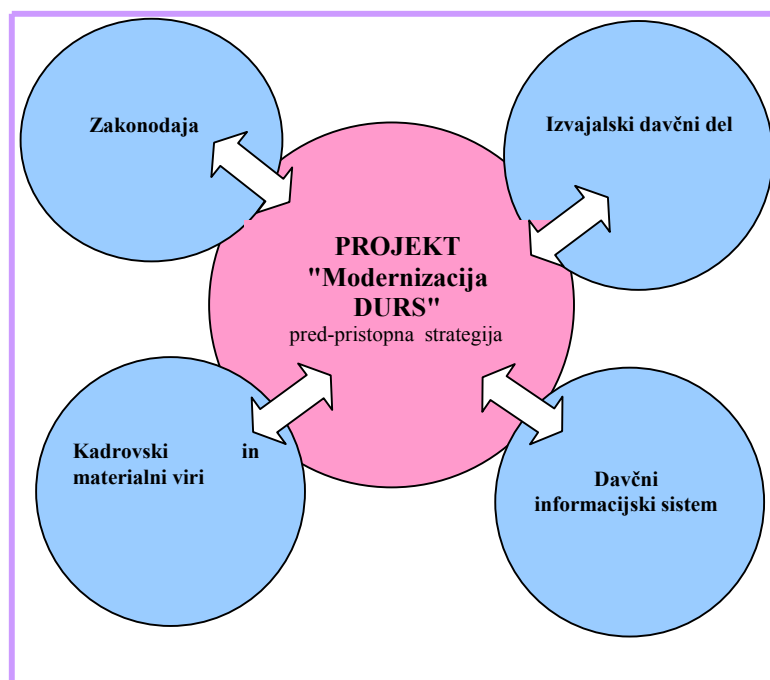 Zakonodaja
Izvajalski davčni del
PROJEKT
"Modernizacija
DURS"
pred-pristopna strategija
Kadrovski in
materialni viri
Davčni
informacijski sistem